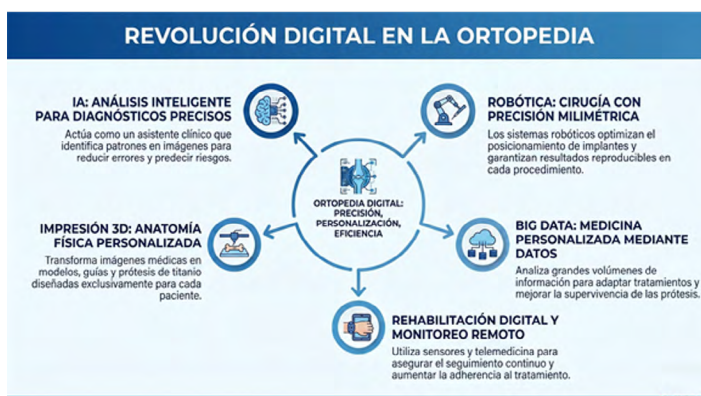 REVOLUCIÓN DIGITAL EN LA ORTOPEDIA
IA: ANÁLISIS INTELIGENTE
PARA DIAGNÓSTICOS PRECISOS
Actúa como un asistente clínico que
identifica patrones en imágenes para
reducir errores y predecir riesgos.
ROBÓTICA: CIRUGÍA CON
PRECISIÓN MILIMÉTRICA
Los sistemas robóticos optimizan el
posicionamiento de implantes y
garantizan resultados reproducibles en
cada procedimiento.
ORTOPEDIA DIGITAL:
PRECISIÓN,
PERSONALIZACIÓN,
EFICIENCIA
IMPRESIÓN 3D: ANATOMÍA
FÍSICA PERSONALIZADA
Transforma imágenes médicas en
modelos, guías y prótesis de titanio
diseñadas exclusivamente para cada
paciente.
BIG DATA: MEDICINA
PERSONALIZADA MEDIANTE
DATOS
Analiza grandes volúmenes de
información para adaptar tratamientos y
mejorar la supervivencia de las prótesis.
REHABILITACIÓN DIGITAL Y
MONITOREO REMOTO
Utiliza sensores y telemedicina para
asegurar el seguimiento continuo y
aumentar la adherencia al tratamiento.